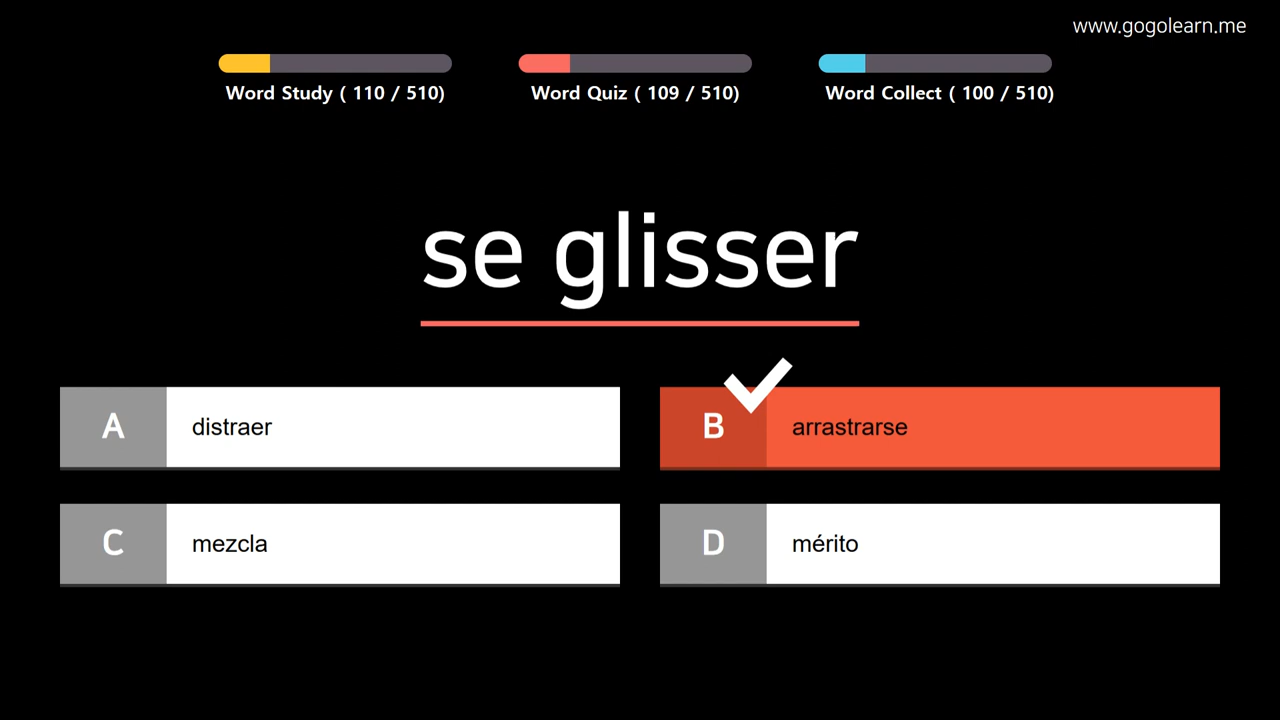 www.gogolearn.me
Word Study ( 110 / 510)
Word Quiz ( 109 / 510)
Word Collect ( 100 / 510)
se glisser
A distraer
B arrastrarse
C mezcla
D mérito